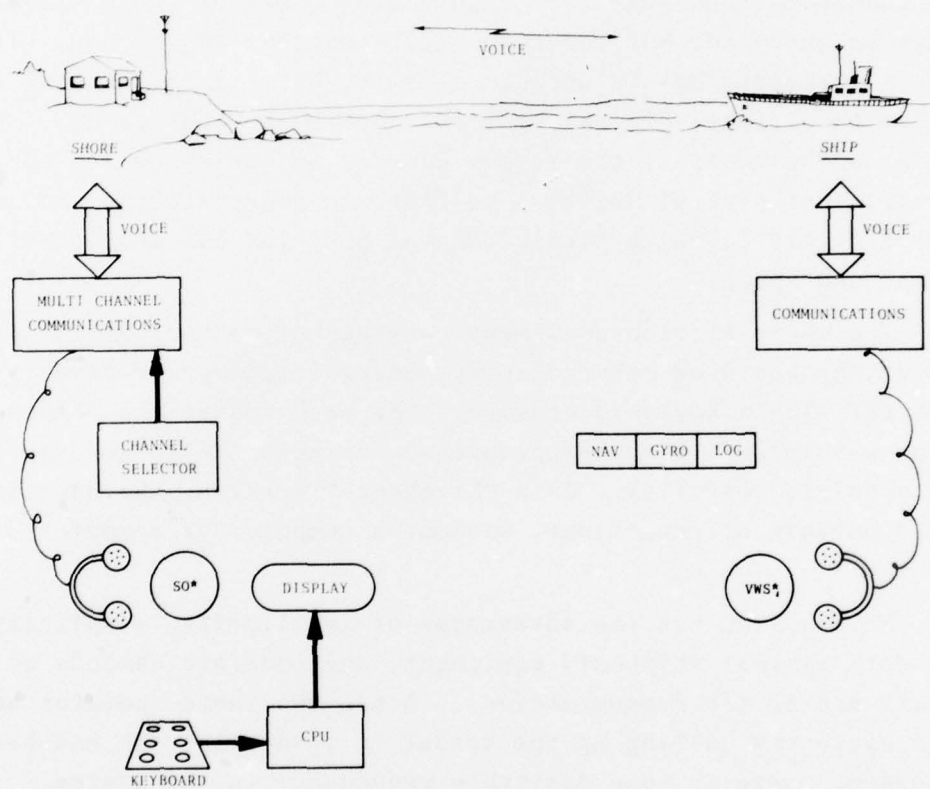 VOICE
SHORE
SHIP
VOICE
VOICE
MULTI CHANNEL
COMMUNICATIONS
COMMUNICATIONS
CHANNEL
SELECTOR
NAV GYRO LOG
SO*
DISPLAY
VWS*
CPU
KEYBOARD